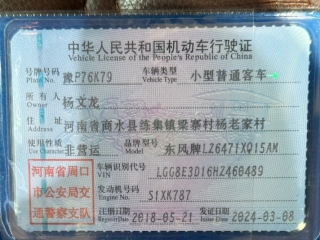 中华人民共和国机动车行驶证
Vehicle License of the People's Republic of China
号牌号码 豫P76K79 车辆类型 小型普通客车
Plate No. Vehicle Type
所有人 杨文龙
Owner
住址 河南省商水县练集镇梁寨村杨老家村
Address
使用性质 非营运 品牌型号 东风牌LZ6471XQ15AM
Use Character Model
河南省周口
市公安局交
通警察支队
车辆识别代号 LGG8E3D16HZ460489
VIN
发动机号码 S1XK787
Engine No.
注册日期 2018-05-21 发证日期 2024-03-08
Register Date Issue Date